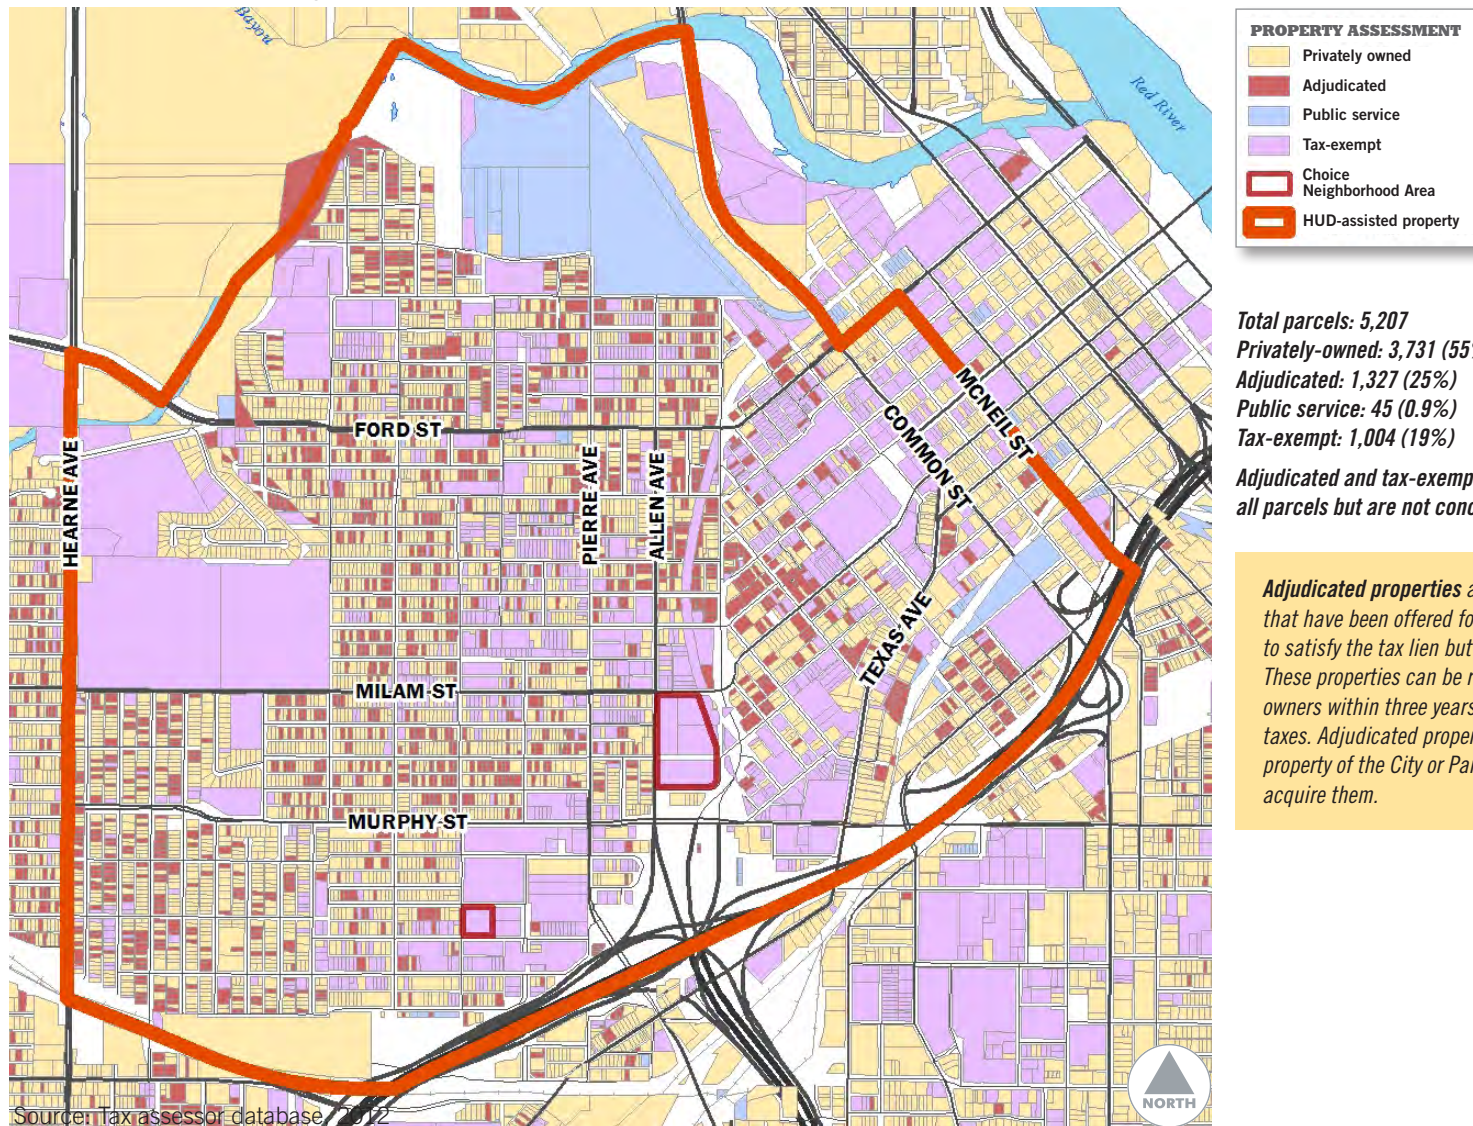 Bayou
Red River
PROPERTY ASSESSMENT
Privately owned
Adjudicated
Public service
Tax-exempt
Choice
Neighborhood Area
HUD-assisted property
Total parcels: 5,207
Privately-owned: 3,731 (55
Adjudicated: 1,327 (25%)
Public service: 45 (0.9%)
Tax-exempt: 1,004 (19%)
Adjudicated and tax-exemp
all parcels but are not conc
Adjudicated properties a
that have been offered fo
to satisfy the tax lien but
These properties can be r
owners within three years
taxes. Adjudicated proper
property of the City or Pa
acquire them.
FORD ST
HEARNE AVE
PIERRE AVE
ALLEN AVE
COMMON ST
MCNEIL ST
TEXAS AVE
MILAM ST
MURPHY ST
NORTH
Source: Tax assessor database, 2012